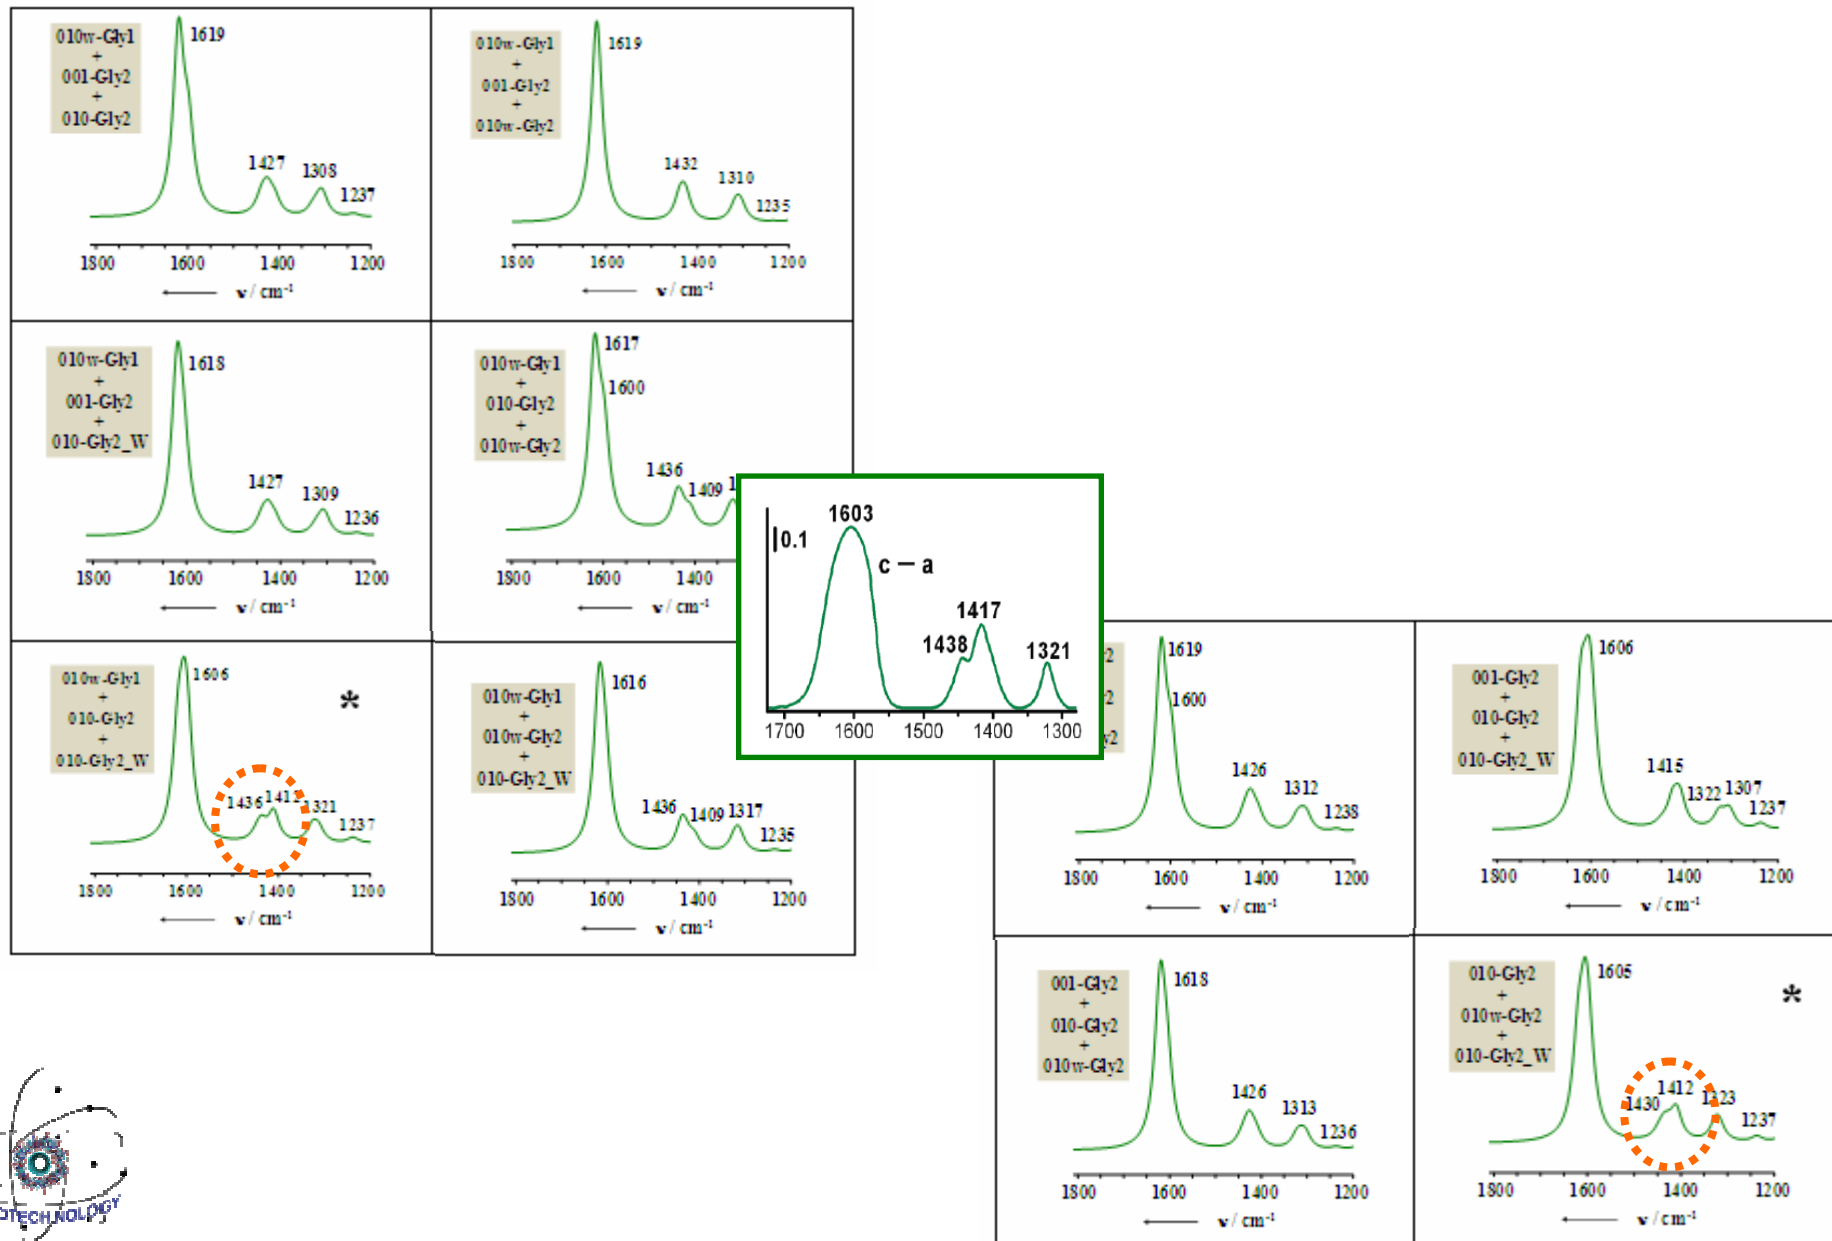 010w-Gly1
+
001-Gly2
+
010-Gly2
1619
1427
1308
1237
1800 1600 1400 1200
ν / cm⁻¹
010w-Gly1
+
001-Gly2
+
010w-Gly2
1619
1432
1310
1235
1800 1600 1400 1200
ν / cm⁻¹
010w-Gly1
+
001-Gly2
+
010-Gly2_W
1618
1427
1309
1236
1800 1600 1400 1200
ν / cm⁻¹
010w-Gly1
+
010-Gly2
+
010w-Gly2
1617
1600
1436
1409
1800 1600 1400
ν / cm⁻¹
1603
0.1
c — a
1417
1438
1321
1700 1600 1500 1400 1300
010w-Gly1
+
010-Gly2
+
010-Gly2_W
1606
*
1436
1321
1237
1800 1600 1400 1200
ν / cm⁻¹
010w-Gly1
+
010w-Gly2
+
010-Gly2_W
1616
1436
1409
1317
1235
1800 1600 1400 1200
ν / cm⁻¹
1619
1600
1426
1312
1238
1800 1600 1400 1200
ν / cm⁻¹
001-Gly2
+
010-Gly2
+
010-Gly2_W
1606
1415
1322
1307
1237
1800 1600 1400 1200
ν / cm⁻¹
001-Gly2
+
010-Gly2
+
010w-Gly2
1618
1426
1313
1236
1800 1600 1400 1200
ν / cm⁻¹
010-Gly2
+
010w-Gly2
+
010-Gly2_W
1605
*
1412
1430
1323
1237
1800 1600 1400 1200
ν / cm⁻¹
OTECHNOLOGY